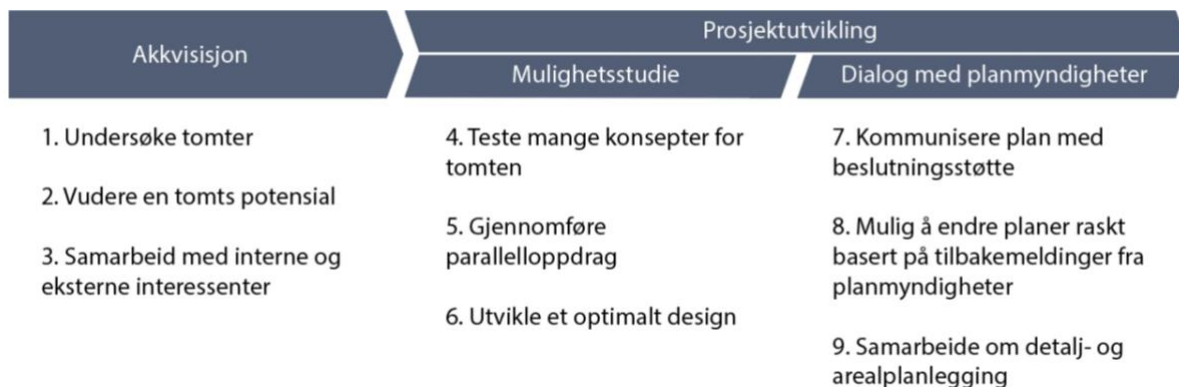 Akkvisisjon
Prosjektutvikling
Mulighetsstudie
Dialog med planmyndigheter
1. Undersøke tomter
2. Vudere en tomts potensial
3. Samarbeid med interne og
eksterne interessenter
4. Teste mange konsepter for
tomten
5. Gjennomføre
parallelloppdrag
6. Utvikle et optimalt design
7. Kommunisere plan med
beslutningsstøtte
8. Mulig å endre planer raskt
basert på tilbakemeldinger fra
planmyndigheter
9. Samarbeide om detalj- og
arealplanlegging